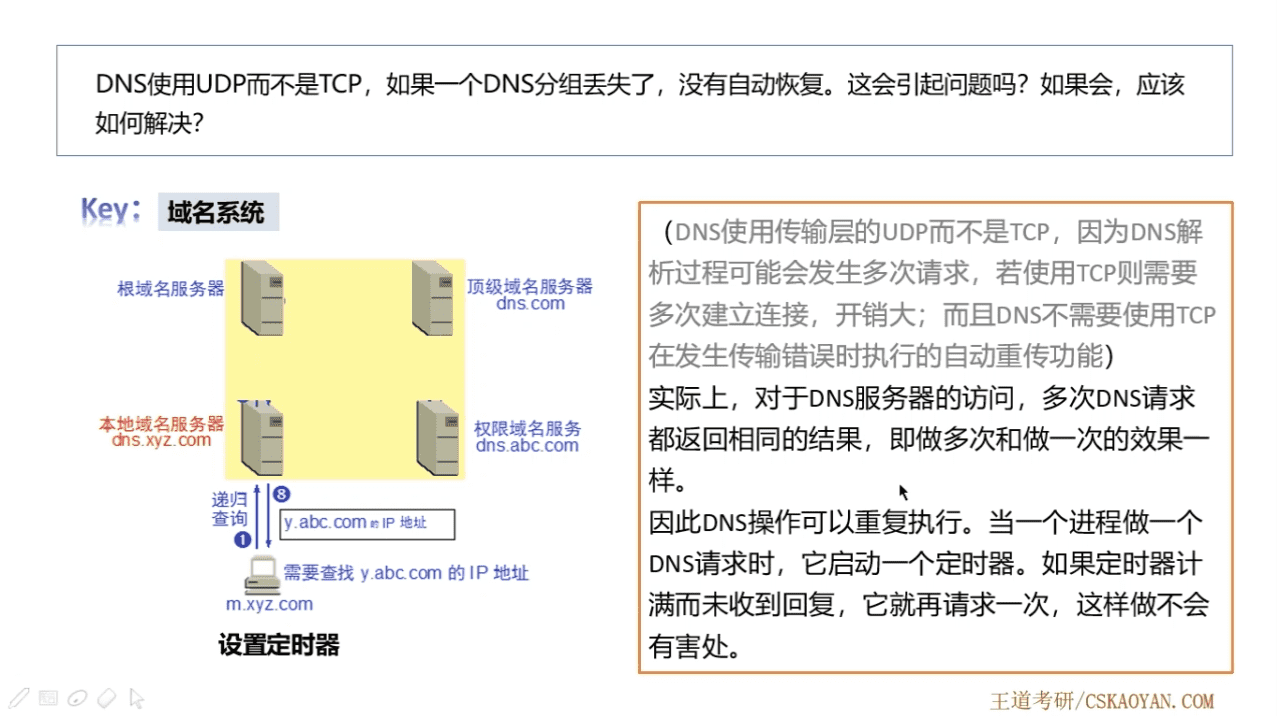 DNS使用UDP而不是TCP，如果一个DNS分组丢失了，没有自动恢复。这会引起问题吗？如果会，应该
如何解决？
Key：
域名系统
根域名服务器
顶级域名服务器
dns.com
本地域名服务器
dns.xyz.com
权限域名服务
dns.abc.com
递归
查询
8
1
y.abc.com 的 IP 地址
需要查找 y.abc.com 的 IP 地址
m.xyz.com
设置定时器
（DNS使用传输层的UDP而不是TCP，因为DNS解
析过程可能会发生多次请求，若使用TCP则需要
多次建立连接，开销大；而且DNS不需要使用TCP
在发生传输错误时执行的自动重传功能）
实际上，对于DNS服务器的访问，多次DNS请求
都返回相同的结果，即做多次和做一次的效果一
样。
因此DNS操作可以重复执行。当一个进程做一个
DNS请求时，它启动一个定时器。如果定时器计
满而未收到回复，它就再请求一次，这样做不会
有害处。
王道考研/CSKAOYAN.COM